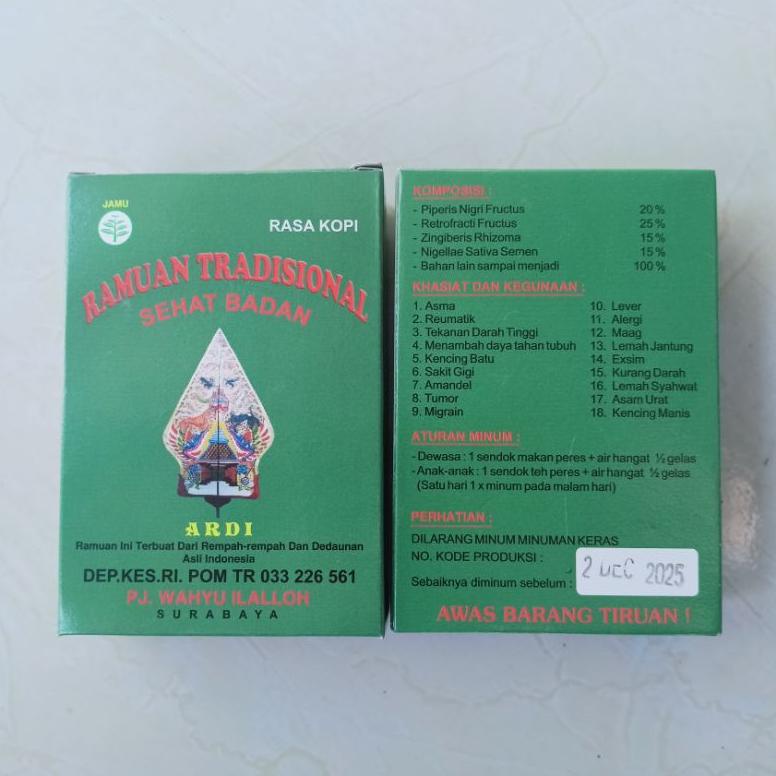 JAMU
RASA KOPI
RAMUAN TRADISIONAL
SEHAT BADAN
ARDI
Ramuan Ini Terbuat Dari Rempah-rempah Dan Dedaunan
Asli Indonesia
DEP.KES.RI. POM TR 033 226 561
PJ. WAHYU ILALLOH
SURABAYA
KOMPOSISI :
- Piperis Nigri Fructus 20 %
- Retrofracti Fructus 25 %
- Zingiberis Rhizoma 15 %
- Nigellae Sativa Semen 15 %
- Bahan lain sampai menjadi 100 %
KHASIAT DAN KEGUNAAN :
1. Asma
2. Reumatik
3. Tekanan Darah Tinggi
4. Menambah daya tahan tubuh
5. Kencing Batu
6. Sakit Gigi
7. Amandel
8. Tumor
9. Migrain
10. Lever
11. Alergi
12. Maag
13. Lemah Jantung
14. Exsim
15. Kurang Darah
16. Lemah Syahwat
17. Asam Urat
18. Kencing Manis
ATURAN MINUM :
- Dewasa : 1 sendok makan peres + air hangat ½ gelas
- Anak-anak : 1 sendok teh peres + air hangat ½ gelas
(Satu hari 1 x minum pada malam hari)
PERHATIAN :
DILARANG MINUM MINUMAN KERAS
NO. KODE PRODUKSI :
Sebaiknya diminum sebelum : 2 DEC 2025
AWAS BARANG TIRUAN !